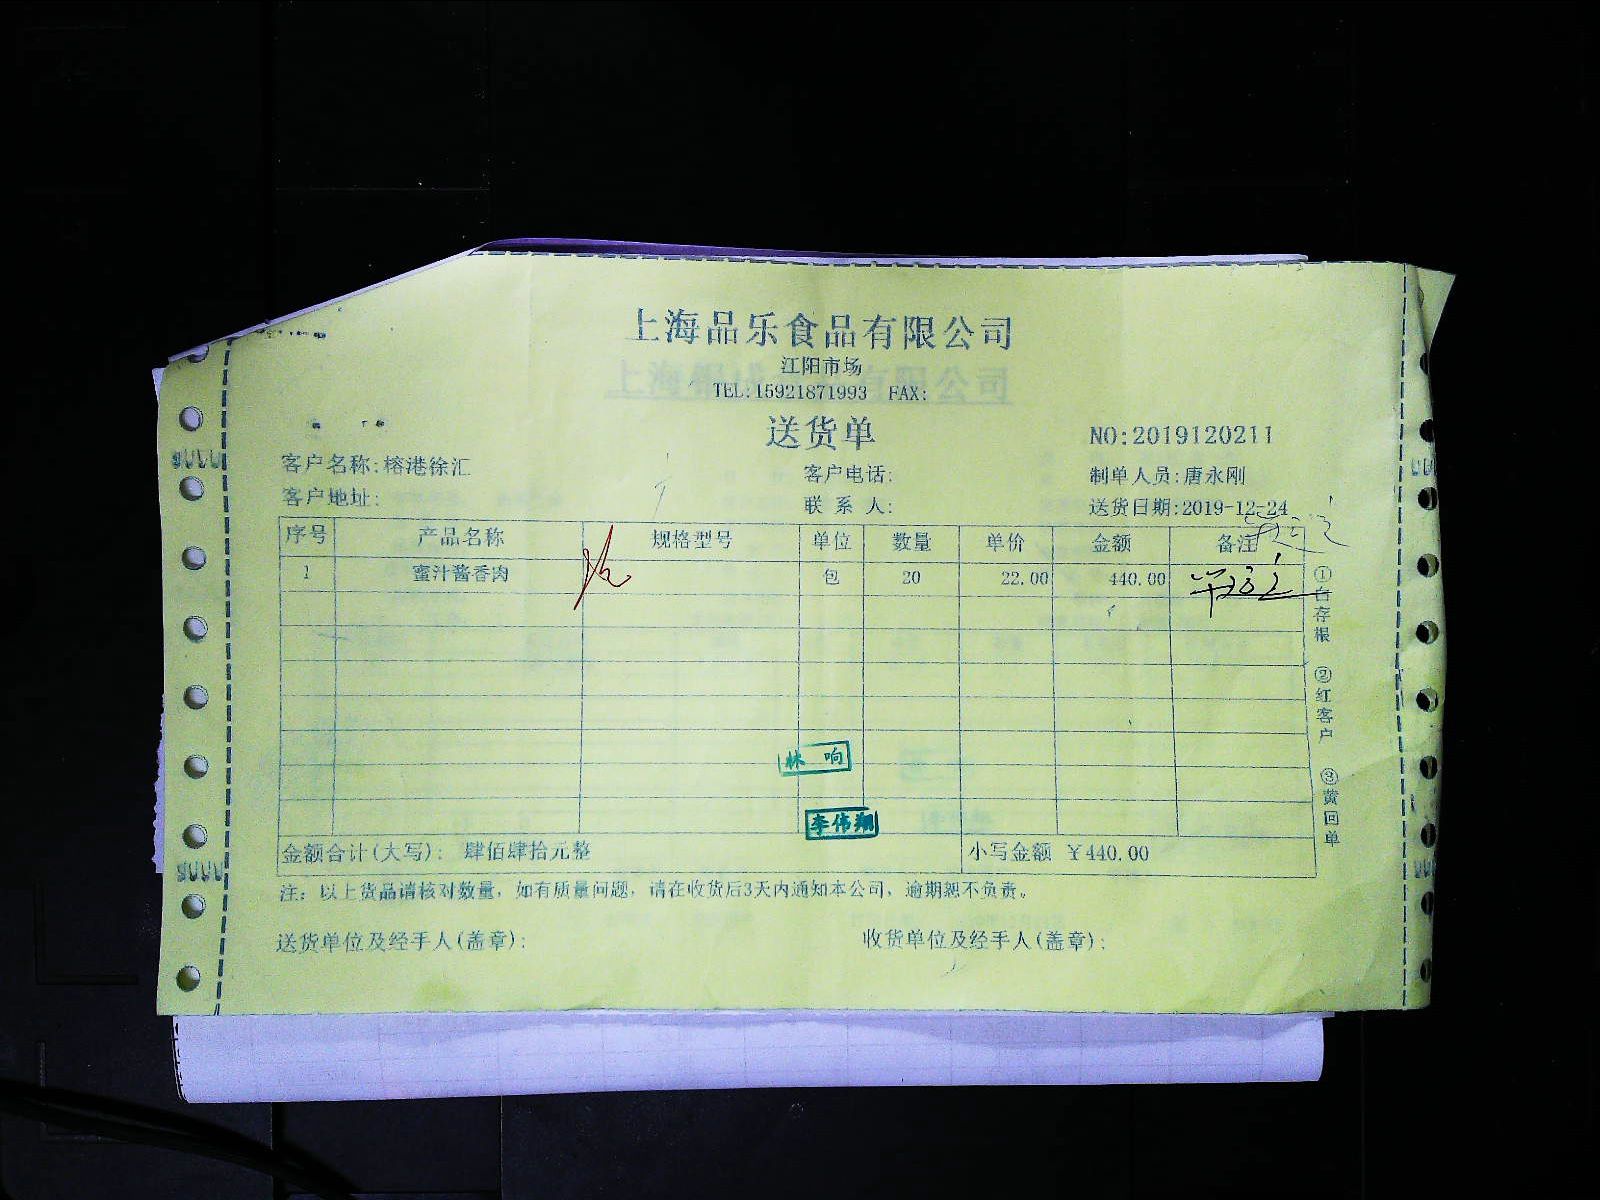 上海品乐食品有限公司
江阳市场
TEL:15921871993 FAX:
送货单
NO:2019120211
客户名称:榕港徐汇 客户电话: 制单人员:唐永刚
客户地址: 联系人: 送货日期:2019-12-24
序号 产品名称 规格型号 单位 数量 单价 金额 备注
1 蜜汁酱香肉 包 20 22.00 440.00
①白存根 ②红客户 ③黄回单
林响
李伟翔
金额合计(大写): 肆佰肆拾元整 小写金额 ￥440.00
注: 以上货品请核对数量, 如有质量问题, 请在收货后3天内通知本公司, 逾期恕不负责。
送货单位及经手人(盖章): 收货单位及经手人(盖章):